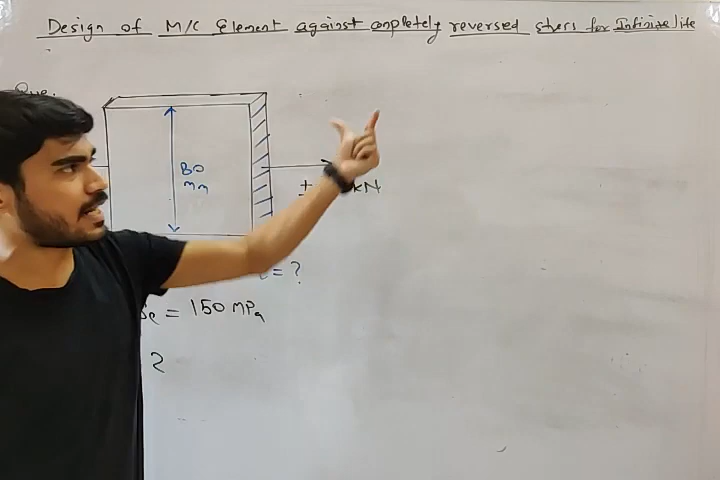 Design of M/C Element against completely reversed stress for Infinite life
Que.
80
mm
± kN
t = ?
Se = 150 MPa
2